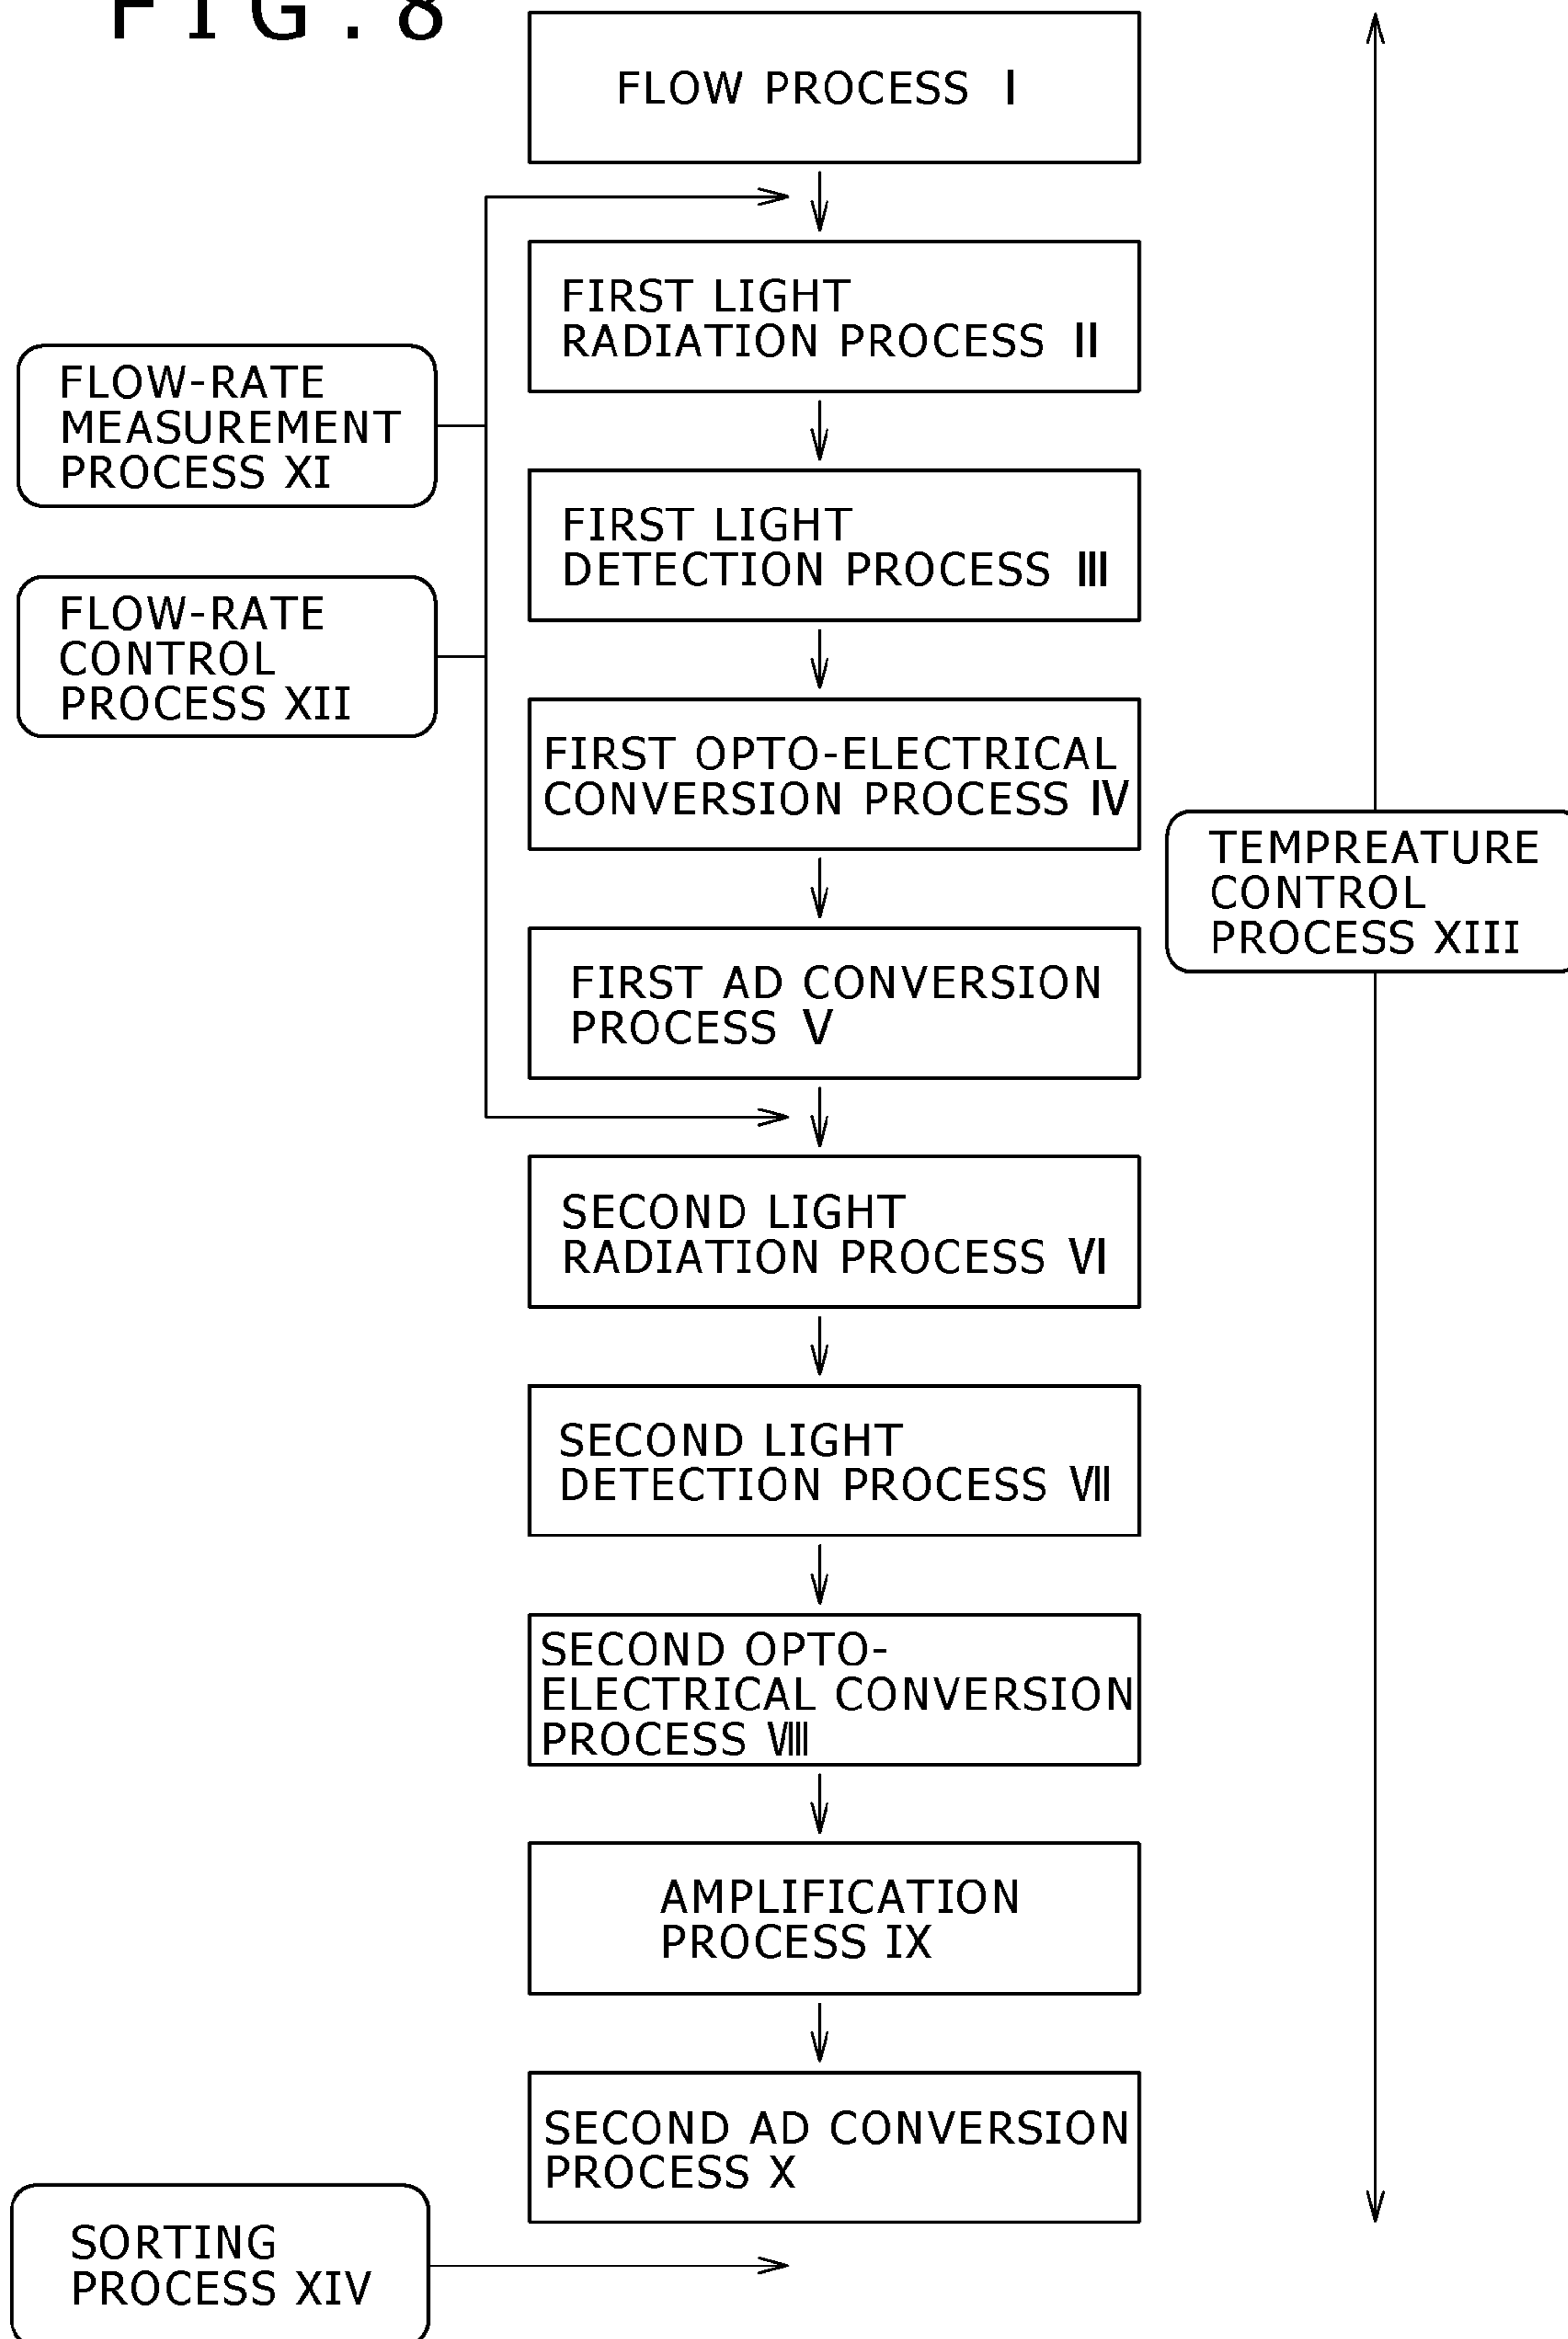 FIG.8
FLOW PROCESS I
FIRST LIGHT
RADIATION PROCESS II
FLOW-RATE
MEASUREMENT
PROCESS XI
FIRST LIGHT
DETECTION PROCESS III
FLOW-RATE
CONTROL
PROCESS XII
FIRST OPTO-ELECTRICAL
CONVERSION PROCESS IV
TEMPREATURE
CONTROL
PROCESS XIII
FIRST AD CONVERSION
PROCESS V
SECOND LIGHT
RADIATION PROCESS VI
SECOND LIGHT
DETECTION PROCESS VII
SECOND OPTO-
ELECTRICAL CONVERSION
PROCESS VIII
AMPLIFICATION
PROCESS IX
SECOND AD CONVERSION
PROCESS X
SORTING
PROCESS XIV